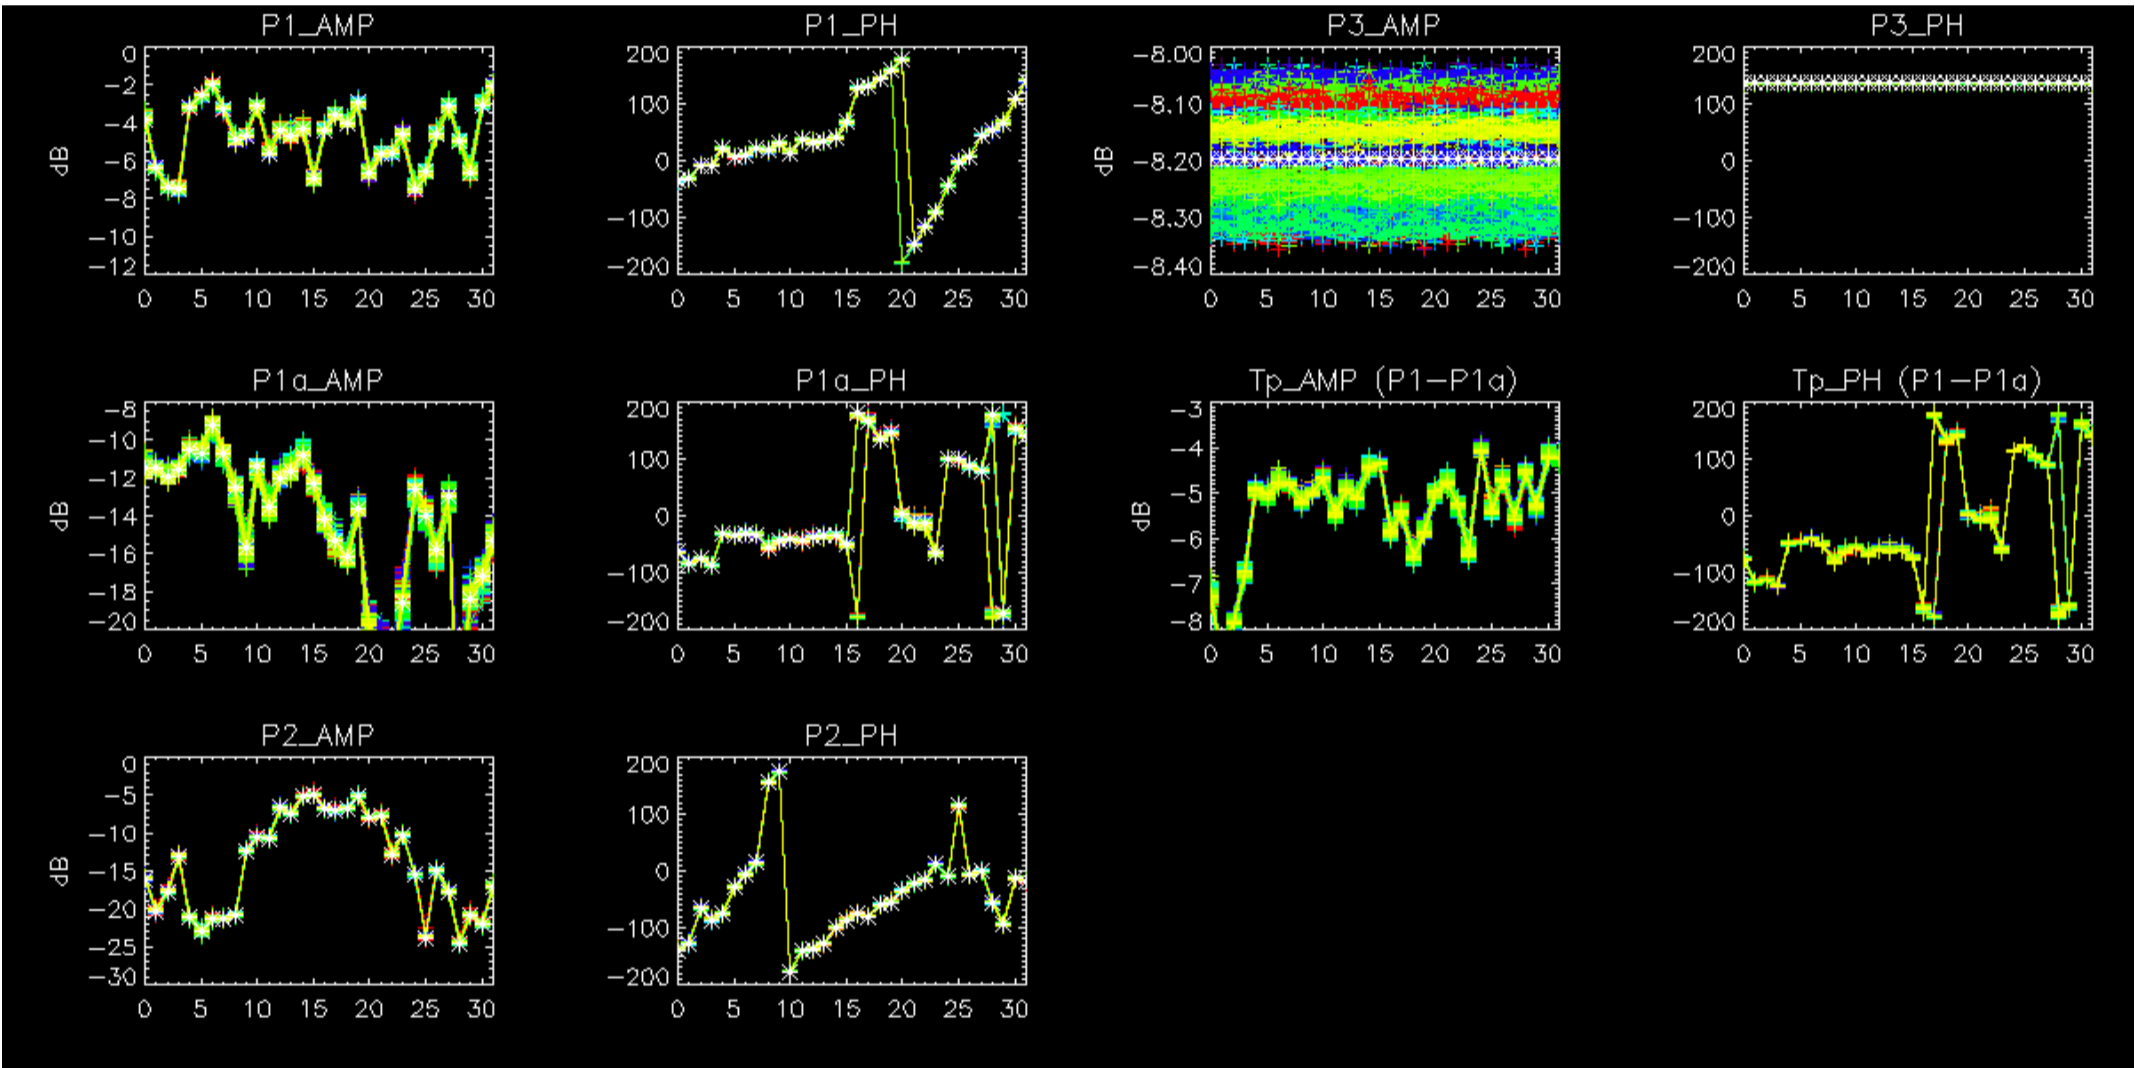 P1_AMP
P1_PH
P3_AMP
P3_PH
0
-2
-4
-6
-8
-10
-12
dB
0 5 10 15 20 25 30
200
100
0
-100
-200
0 5 10 15 20 25 30
-8.00
-8.10
-8.20
-8.30
-8.40
dB
0 5 10 15 20 25 30
200
100
0
-100
-200
0 5 10 15 20 25 30
P1a_AMP
P1a_PH
Tp_AMP (P1-P1a)
Tp_PH (P1-P1a)
-8
-10
-12
-14
-16
-18
-20
dB
0 5 10 15 20 25 30
200
100
0
-100
-200
0 5 10 15 20 25 30
-3
-4
-5
-6
-7
-8
dB
0 5 10 15 20 25 30
200
100
0
-100
-200
0 5 10 15 20 25 30
P2_AMP
P2_PH
0
-5
-10
-15
-20
-25
-30
dB
0 5 10 15 20 25 30
200
100
0
-100
-200
0 5 10 15 20 25 30